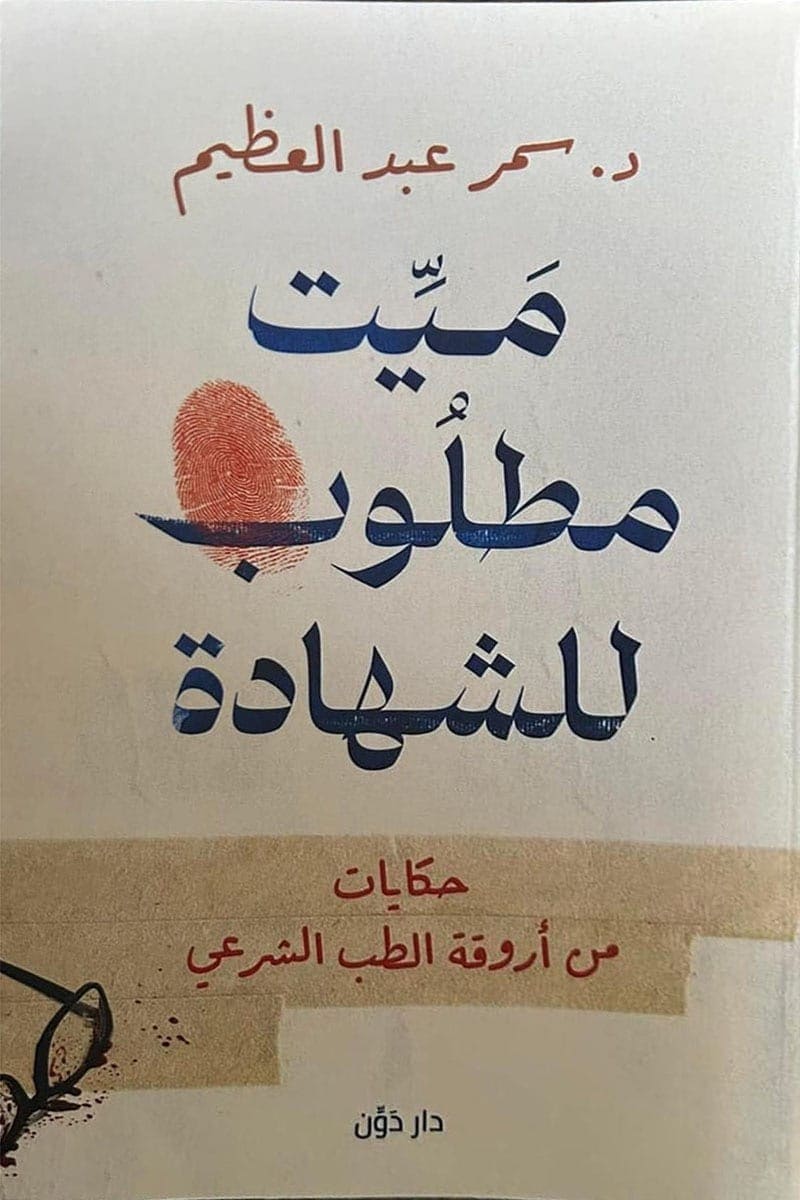 د. سمر عبد العظيم
مَيِّت
مطلُوب
للشهادة
حكايات
من أروقة الطب الشرعي
دار دَوِّن